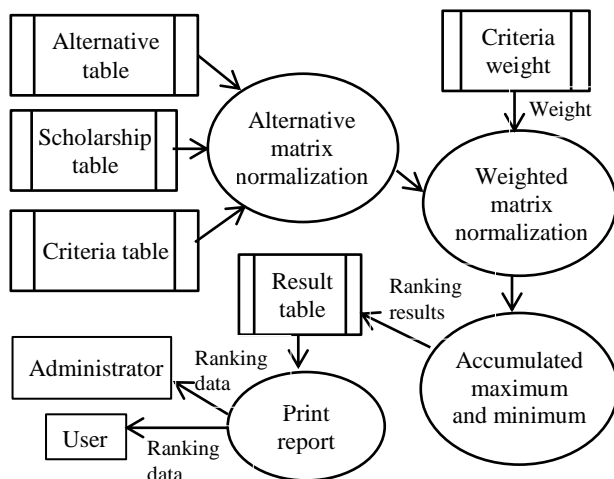 Alternative
table
Criteria
weight
Scholarship
table
Alternative
matrix
normalization
Weight
Weighted
matrix
normalization
Criteria table
Result
table
Ranking
results
Administrator
Ranking
data
Accumulated
maximum
and minimum
Print
report
User
Ranking
data